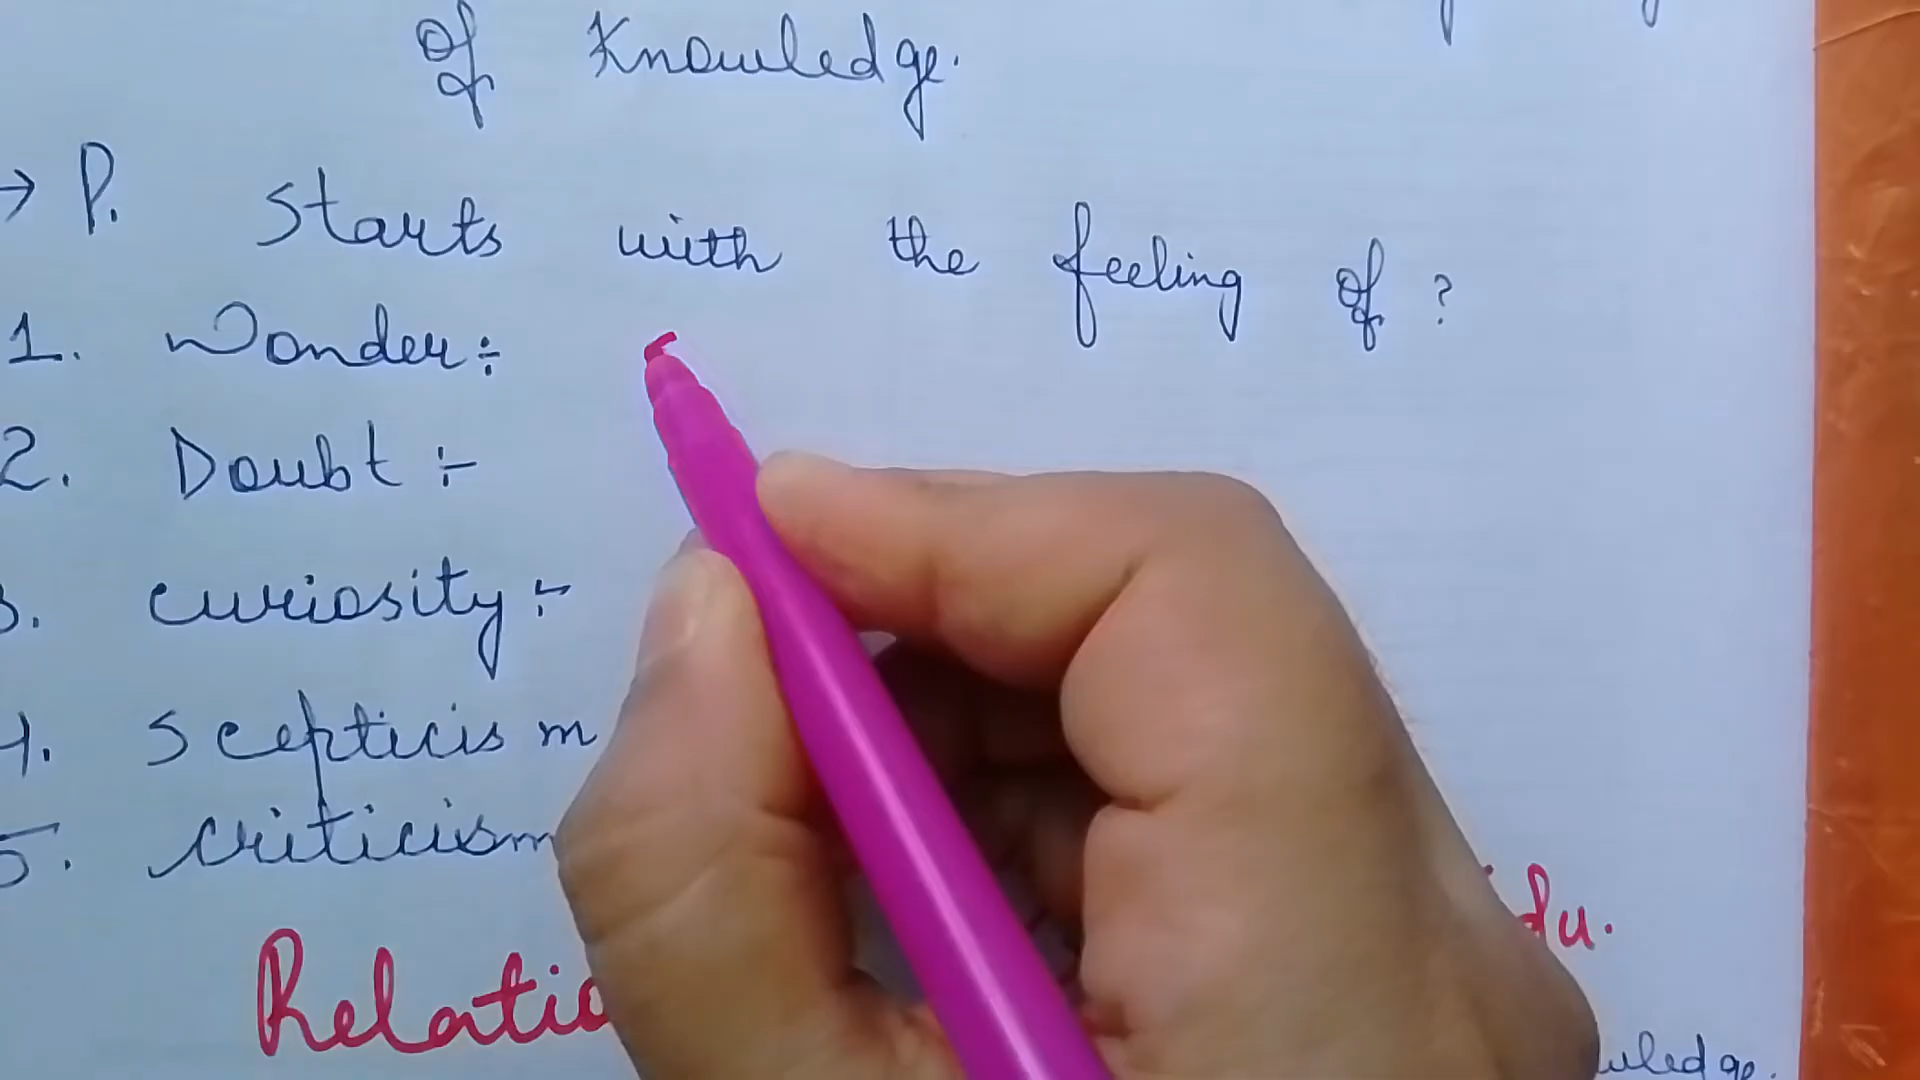 of Knowledge.
→ P. starts with the feeling of ?
1. Wonder :-
2. Doubt :-
3. curiosity :-
4. scepticism
5. criticism
Relatio
du.
wledge.